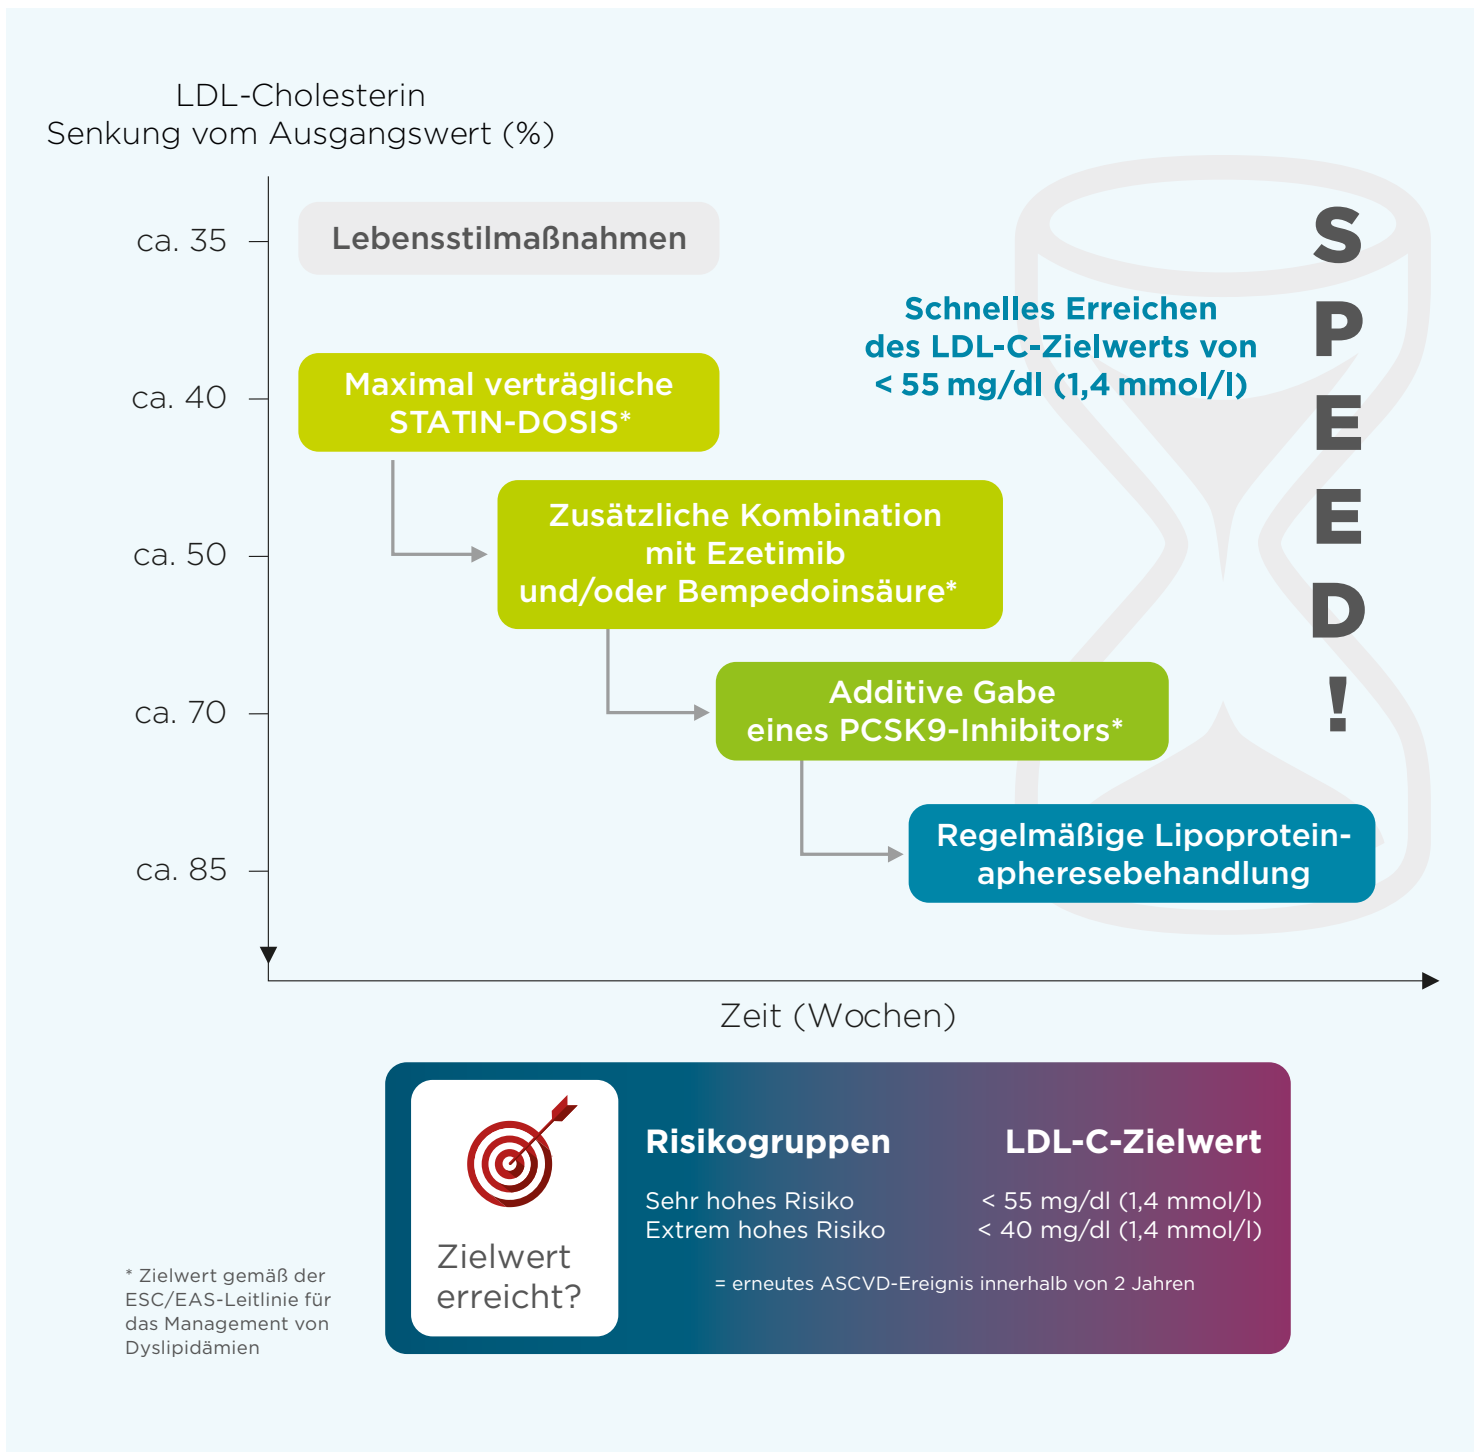 LDL-Cholesterin
Senkung vom Ausgangswert (%)
ca. 35
Lebensstilmaßnahmen
Schnelles Erreichen
des LDL-C-Zielwerts von
< 55 mg/dl (1,4 mmol/l)
S
P
E
E
D
!
ca. 40
Maximal verträgliche
STATIN-DOSIS*
ca. 50
Zusätzliche Kombination
mit Ezetimib
und/oder Bempedoinsäure*
ca. 70
Additive Gabe
eines PCSK9-Inhibitors*
ca. 85
Regelmäßige Lipoprotein-
apheresebehandlung
Zeit (Wochen)
Zielwert
erreicht?
Risikogruppen LDL-C-Zielwert
Sehr hohes Risiko < 55 mg/dl (1,4 mmol/l)
Extrem hohes Risiko < 40 mg/dl (1,4 mmol/l)
= erneutes ASCVD-Ereignis innerhalb von 2 Jahren
* Zielwert gemäß der
ESC/EAS-Leitlinie für
das Management von
Dyslipidämien